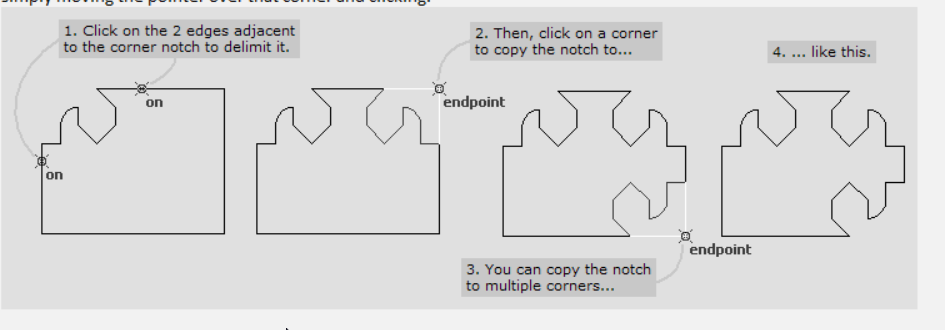 simply moving the pointer over that corner and clicking.
1. Click on the 2 edges adjacent
to the corner notch to delimit it.
2. Then, click on a corner
to copy the notch to...
4. ... like this.
on
endpoint
on
endpoint
3. You can copy the notch
to multiple corners...